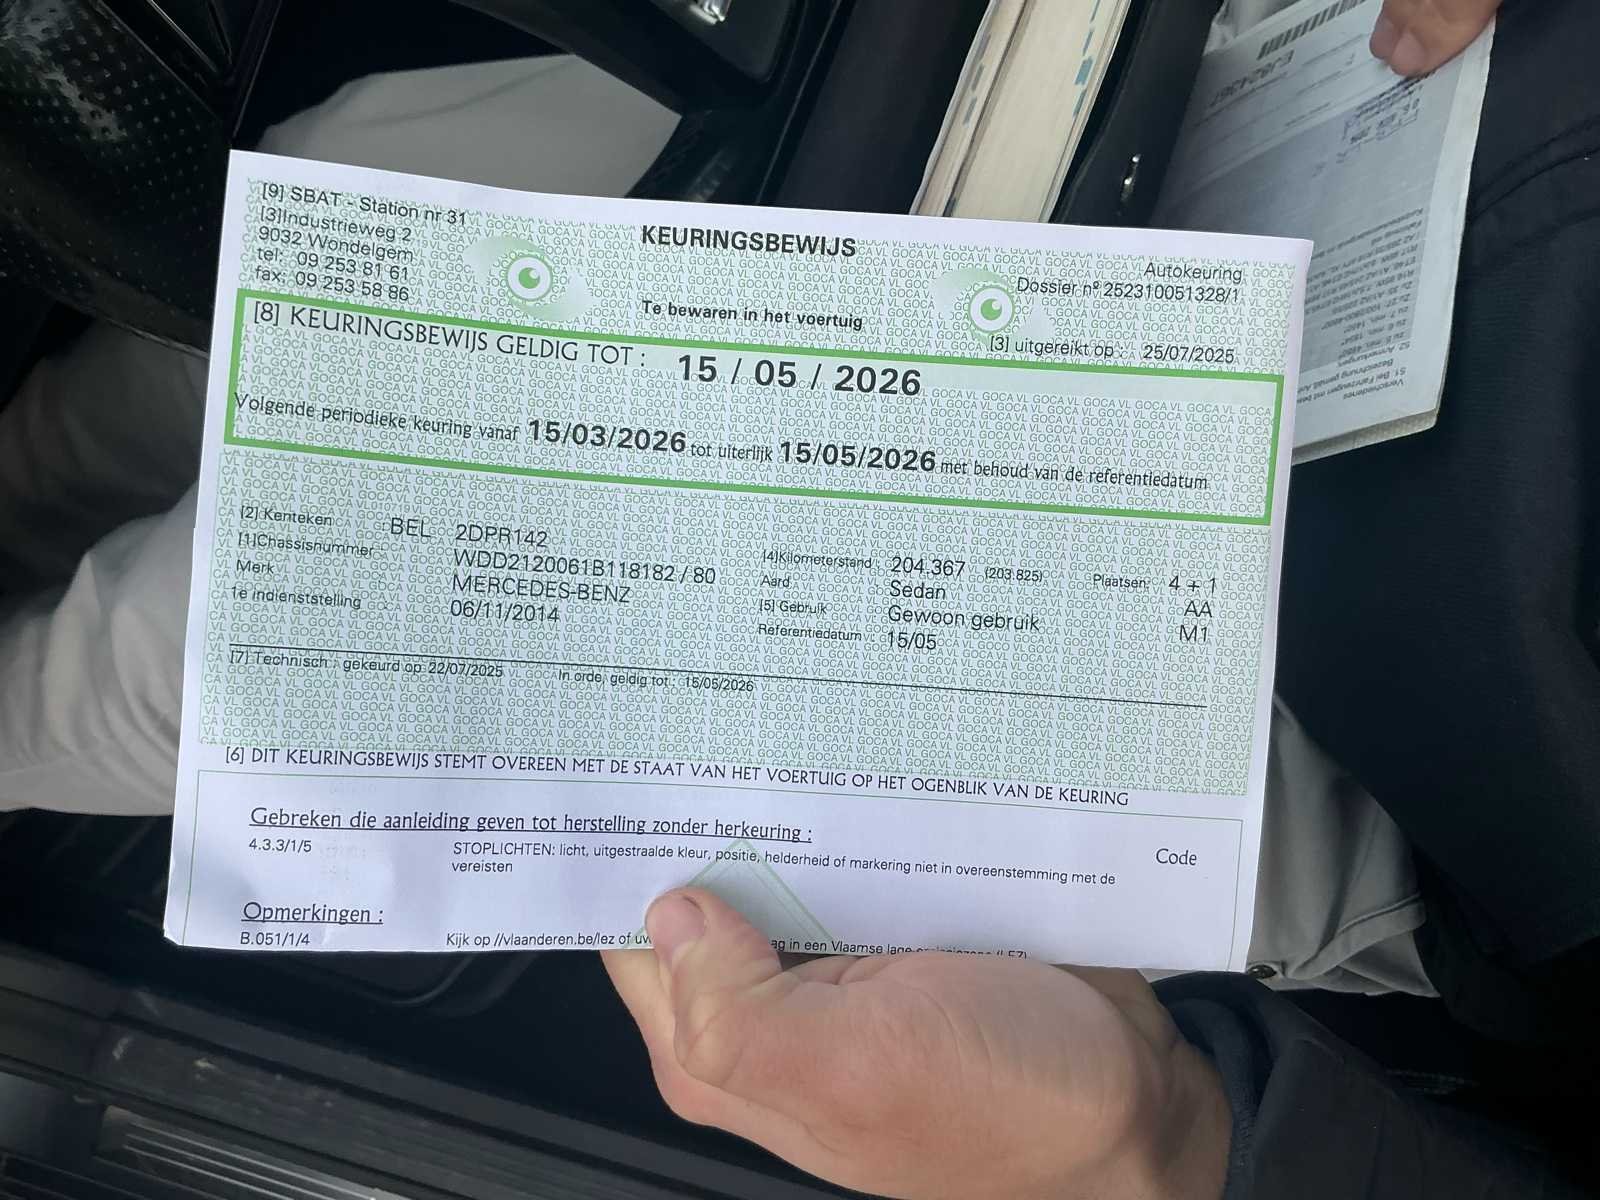 [9] SBAT - Station nr 31
[3]Industrieweg 2
9032 Wondelgem
tel: 09 253 81 61
fax: 09 253 58 86
KEURINGSBEWIJS
Te bewaren in het voertuig
Autokeuring
Dossier nº 252310051328/1
[3] uitgereikt op : 25/07/2025
[8] KEURINGSBEWIJS GELDIG TOT : 15 / 05 / 2026
Volgende periodieke keuring vanaf 15/03/2026 tot uiterlijk 15/05/2026 met behoud van de referentiedatum
[2] Kenteken : BEL 2DPR142
[1]Chassisnummer : WDD2120061B118182 / 80
Merk : MERCEDES-BENZ
1e indienststelling : 06/11/2014
[4]Kilometerstand : 204.367 (203.825) Plaatsen: 4 + 1
Aard : Sedan AA
[5] Gebruik : Gewoon gebruik M1
Referentiedatum : 15/05
[7] Technisch : gekeurd op 22/07/2025 In orde, geldig tot : 15/05/2026
[6] DIT KEURINGSBEWIJS STEMT OVEREEN MET DE STAAT VAN HET VOERTUIG OP HET OGENBLIK VAN DE KEURING
Gebreken die aanleiding geven tot herstelling zonder herkeuring :
Code
4.3.3/1/5 STOPLICHTEN: licht, uitgestraalde kleur, positie, helderheid of markering niet in overeenstemming met de
vereisten
Opmerkingen :
B.051/1/4 Kijk op //vlaanderen.be/lez of uw ag in een Vlaamse lage